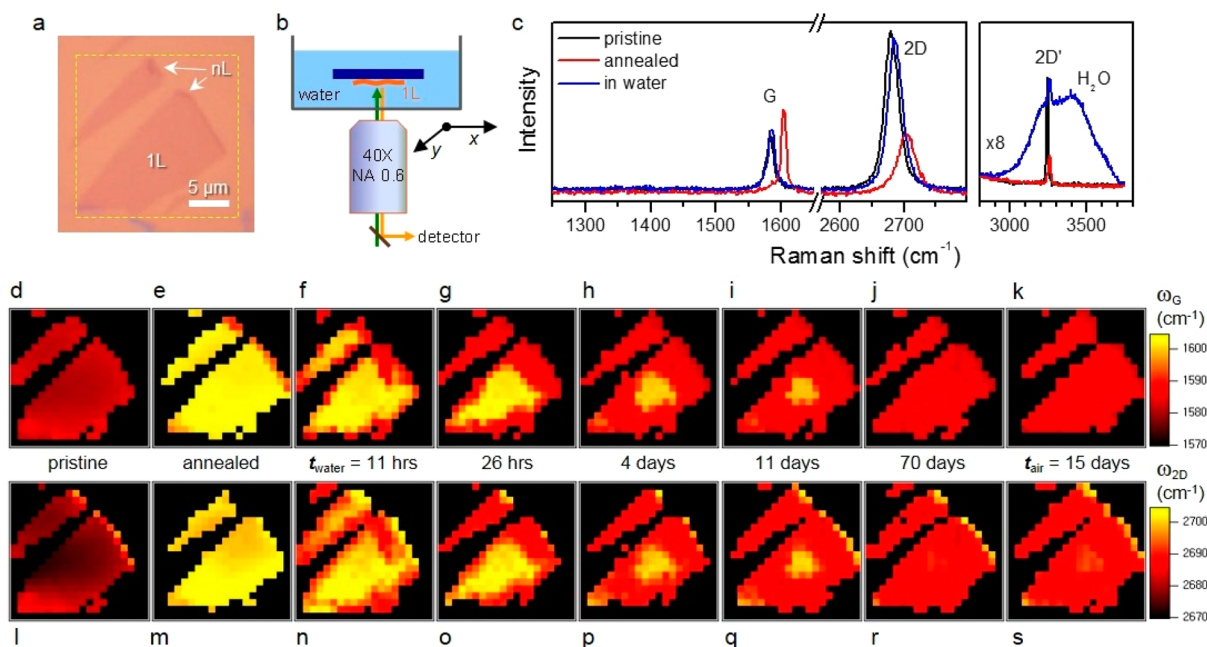 a
nL
1L
5 μm
b
water
1L
40X
NA 0.6
x
y
detector
c
pristine
annealed
in water
G
2D
2D'
H₂O
x8
Intensity
1300 1400 1500 1600 2600 2700 3000 3500
Raman shift (cm⁻¹)
d e f g h i j k
ωG
(cm⁻¹)
1600
1590
1580
1570
pristine annealed twater = 11 hrs 26 hrs 4 days 11 days 70 days tair = 15 days
ω2D
(cm⁻¹)
2700
2690
2680
2670
l m n o p q r s